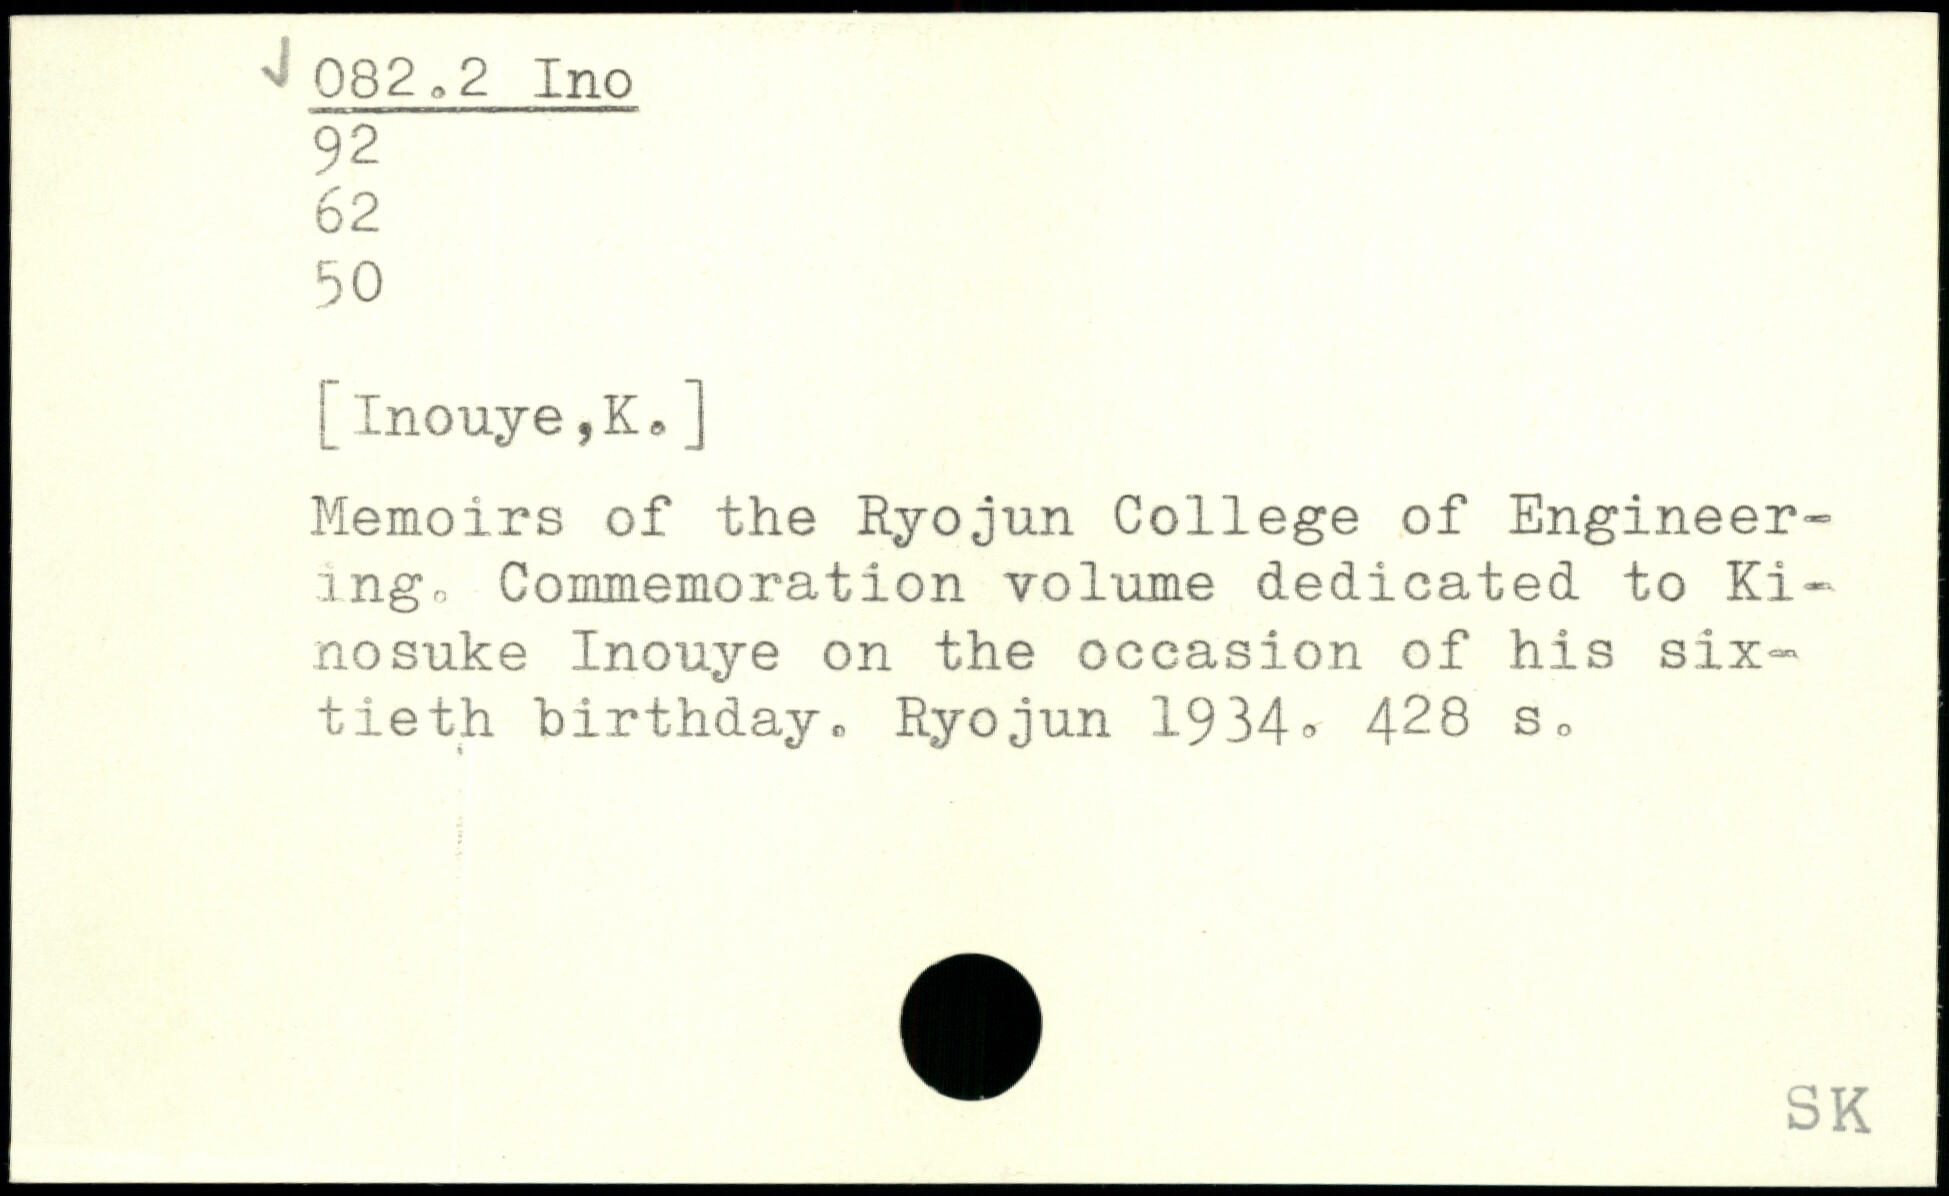 082.2 Ino
92
62
50
[Inouye,K.]
Memoirs of the Ryojun College of Engineer-
ing. Commemoration volume dedicated to Ki-
nosuke Inouye on the occasion of his six-
tieth birthday. Ryojun 1934. 428 s.
SK